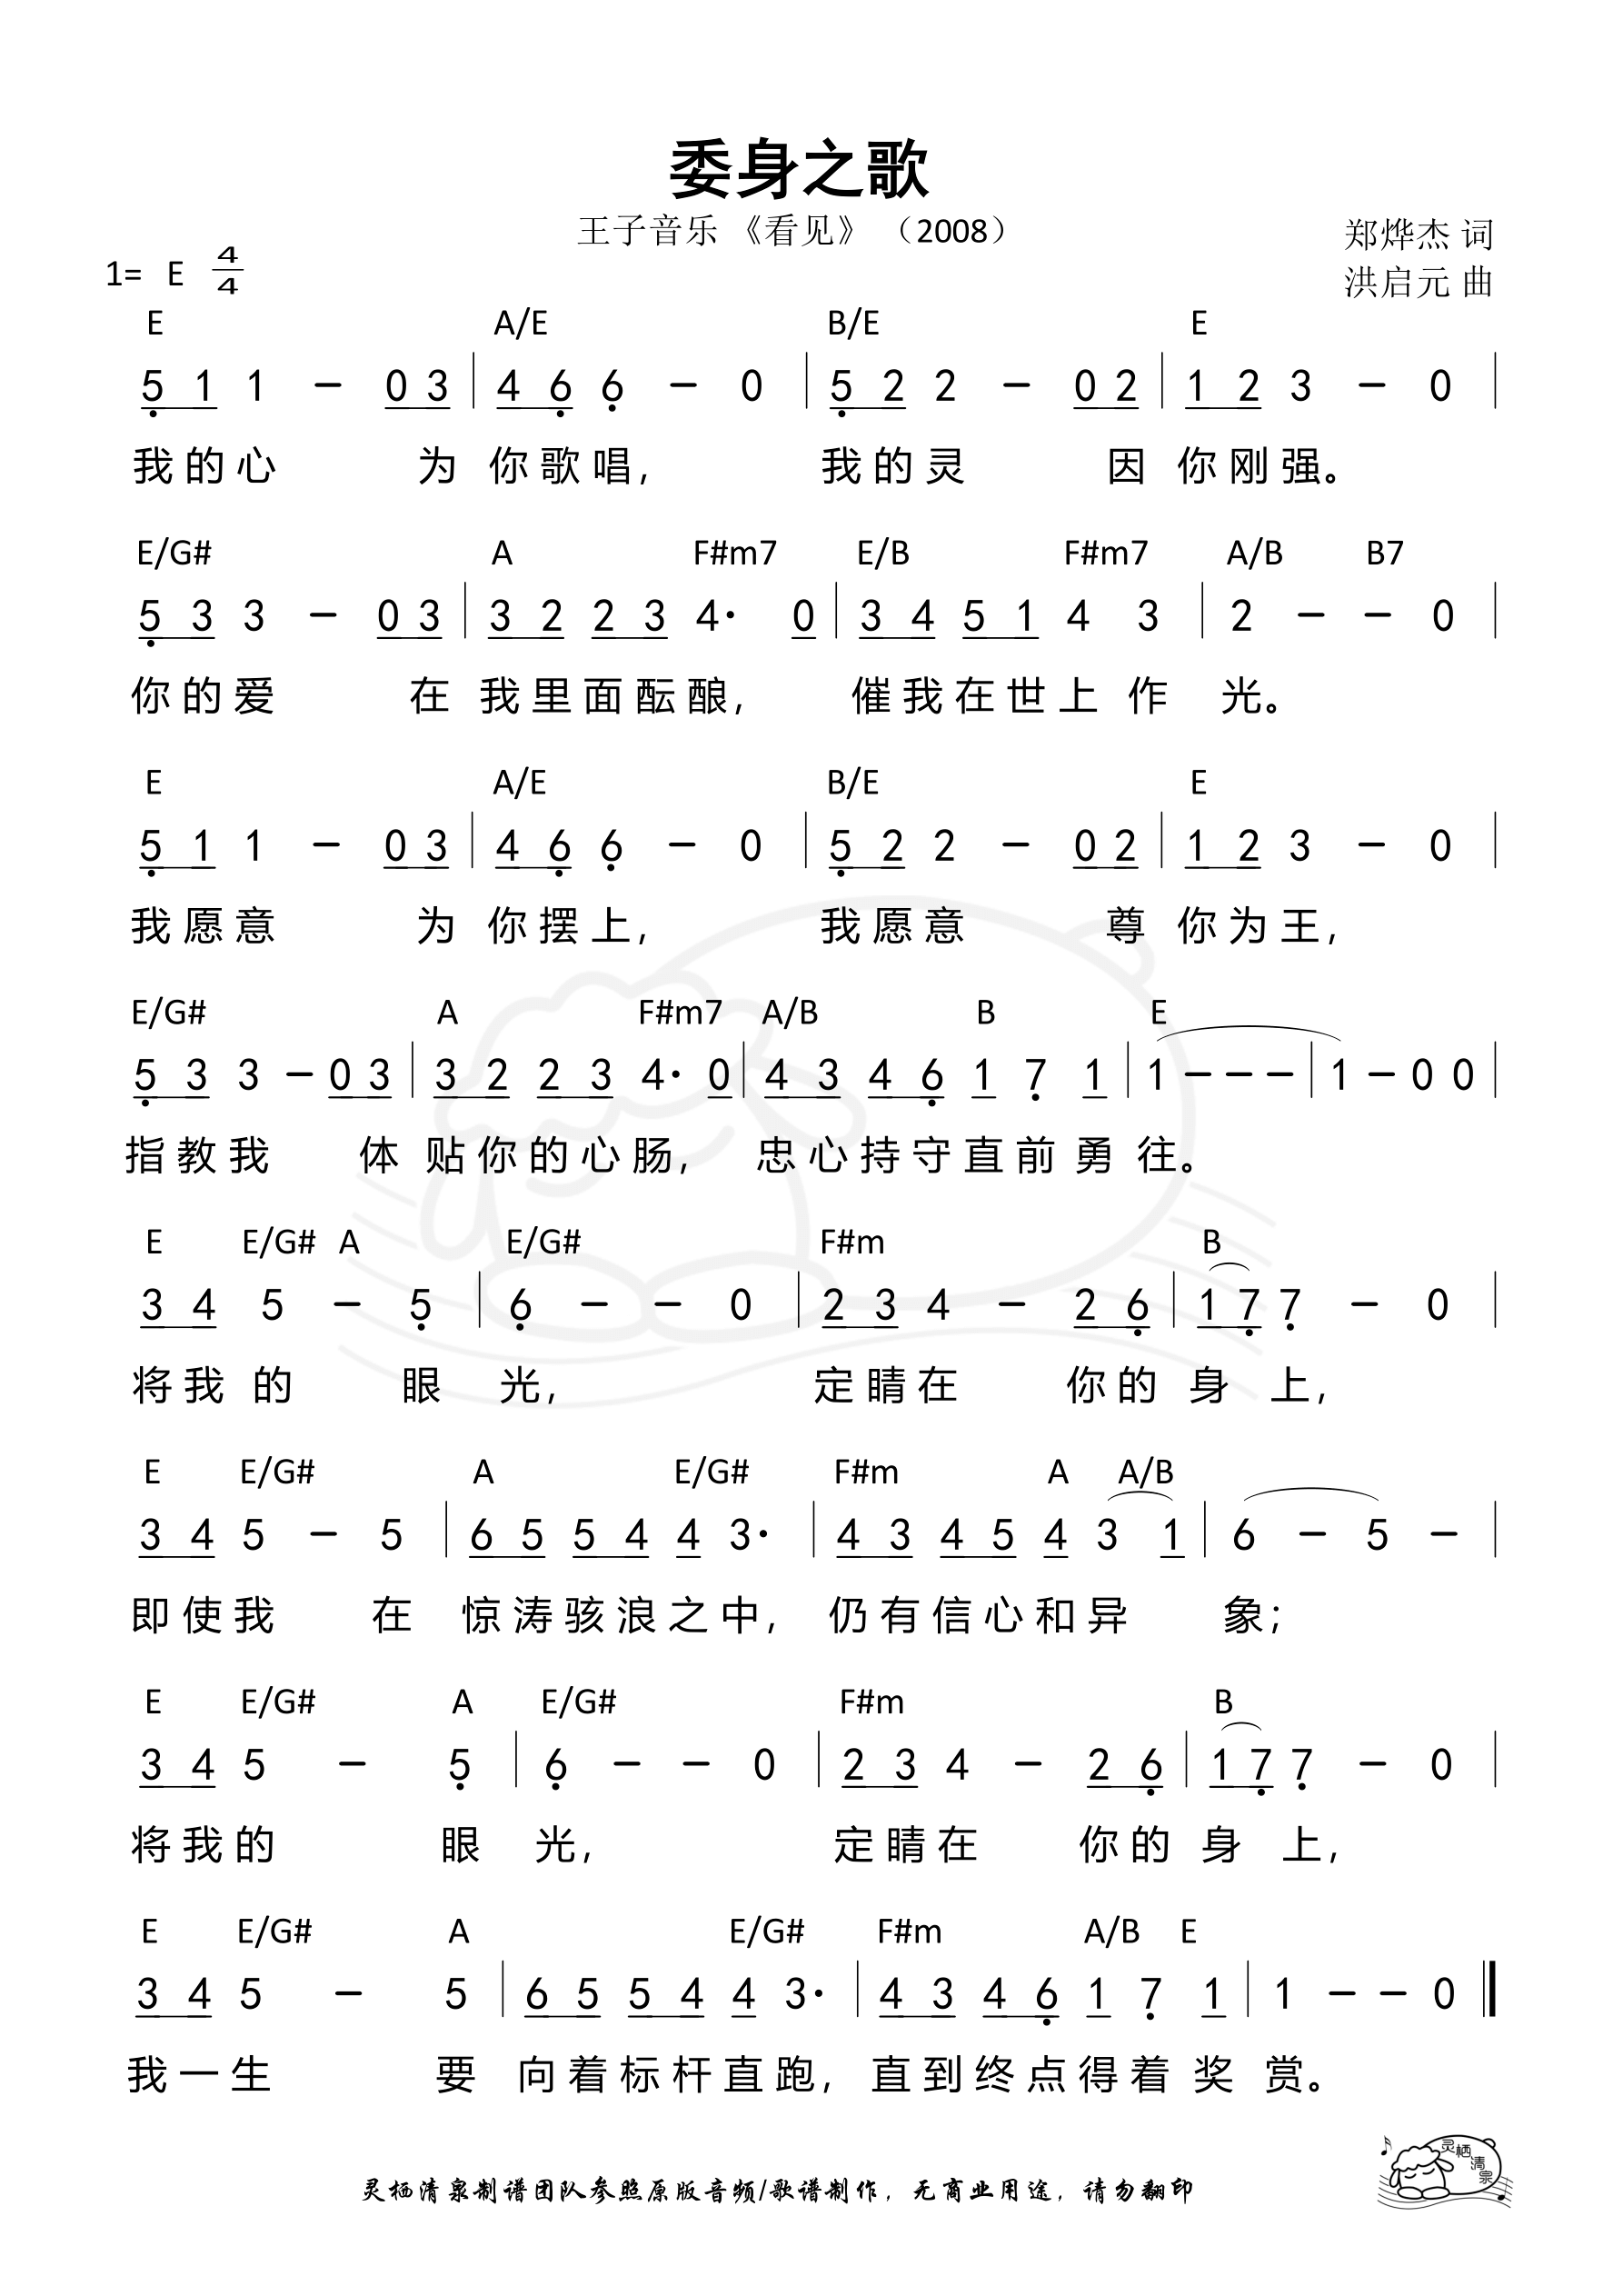 委身之歌
王子音乐 《看见》 （2008）
郑烨杰 词
1= E 4/4
洪启元 曲
E A/E B/E E
5 1 1 – 0 3 | 4 6 6 – 0 | 5 2 2 – 0 2 | 1 2 3 – 0 |
我的心 为 你歌唱, 我的灵 因 你刚强。
E/G# A F#m7 E/B F#m7 A/B B7
5 3 3 – 0 3 | 3 2 2 3 4· 0 | 3 4 5 1 4 3 | 2 – – 0 |
你的爱 在 我里面酝酿, 催我在世上 作 光。
E A/E B/E E
5 1 1 – 0 3 | 4 6 6 – 0 | 5 2 2 – 0 2 | 1 2 3 – 0 |
我愿意 为 你摆上, 我愿意 尊 你为王,
E/G# A F#m7 A/B B E
5 3 3 – 0 3 | 3 2 2 3 4· 0 | 4 3 4 6 1 7 1 | 1 – – – | 1 – 0 0 |
指教我 体 贴你的心肠, 忠心持守直前 勇 往。
E E/G# A E/G# F#m B
3 4 5 – 5 | 6 – – 0 | 2 3 4 – 2 6 | 1 7 7 – 0 |
将我 的 眼 光, 定睛在 你的 身 上,
E E/G# A E/G# F#m A A/B
3 4 5 – 5 | 6 5 5 4 4 3· | 4 3 4 5 4 3 1 | 6 – 5 – |
即使我 在 惊涛骇浪之中, 仍有信心和异 象;
E E/G# A E/G# F#m B
3 4 5 – 5 | 6 – – 0 | 2 3 4 – 2 6 | 1 7 7 – 0 |
将我的 眼 光, 定睛在 你的 身 上,
E E/G# A E/G# F#m A/B E
3 4 5 – 5 | 6 5 5 4 4 3· | 4 3 4 6 1 7 1 | 1 – – 0 ‖
我一生 要 向着标杆直跑, 直到终点得着 奖 赏。
灵栖清泉
灵栖清泉制谱团队参照原版音频/歌谱制作，无商业用途，请勿翻印